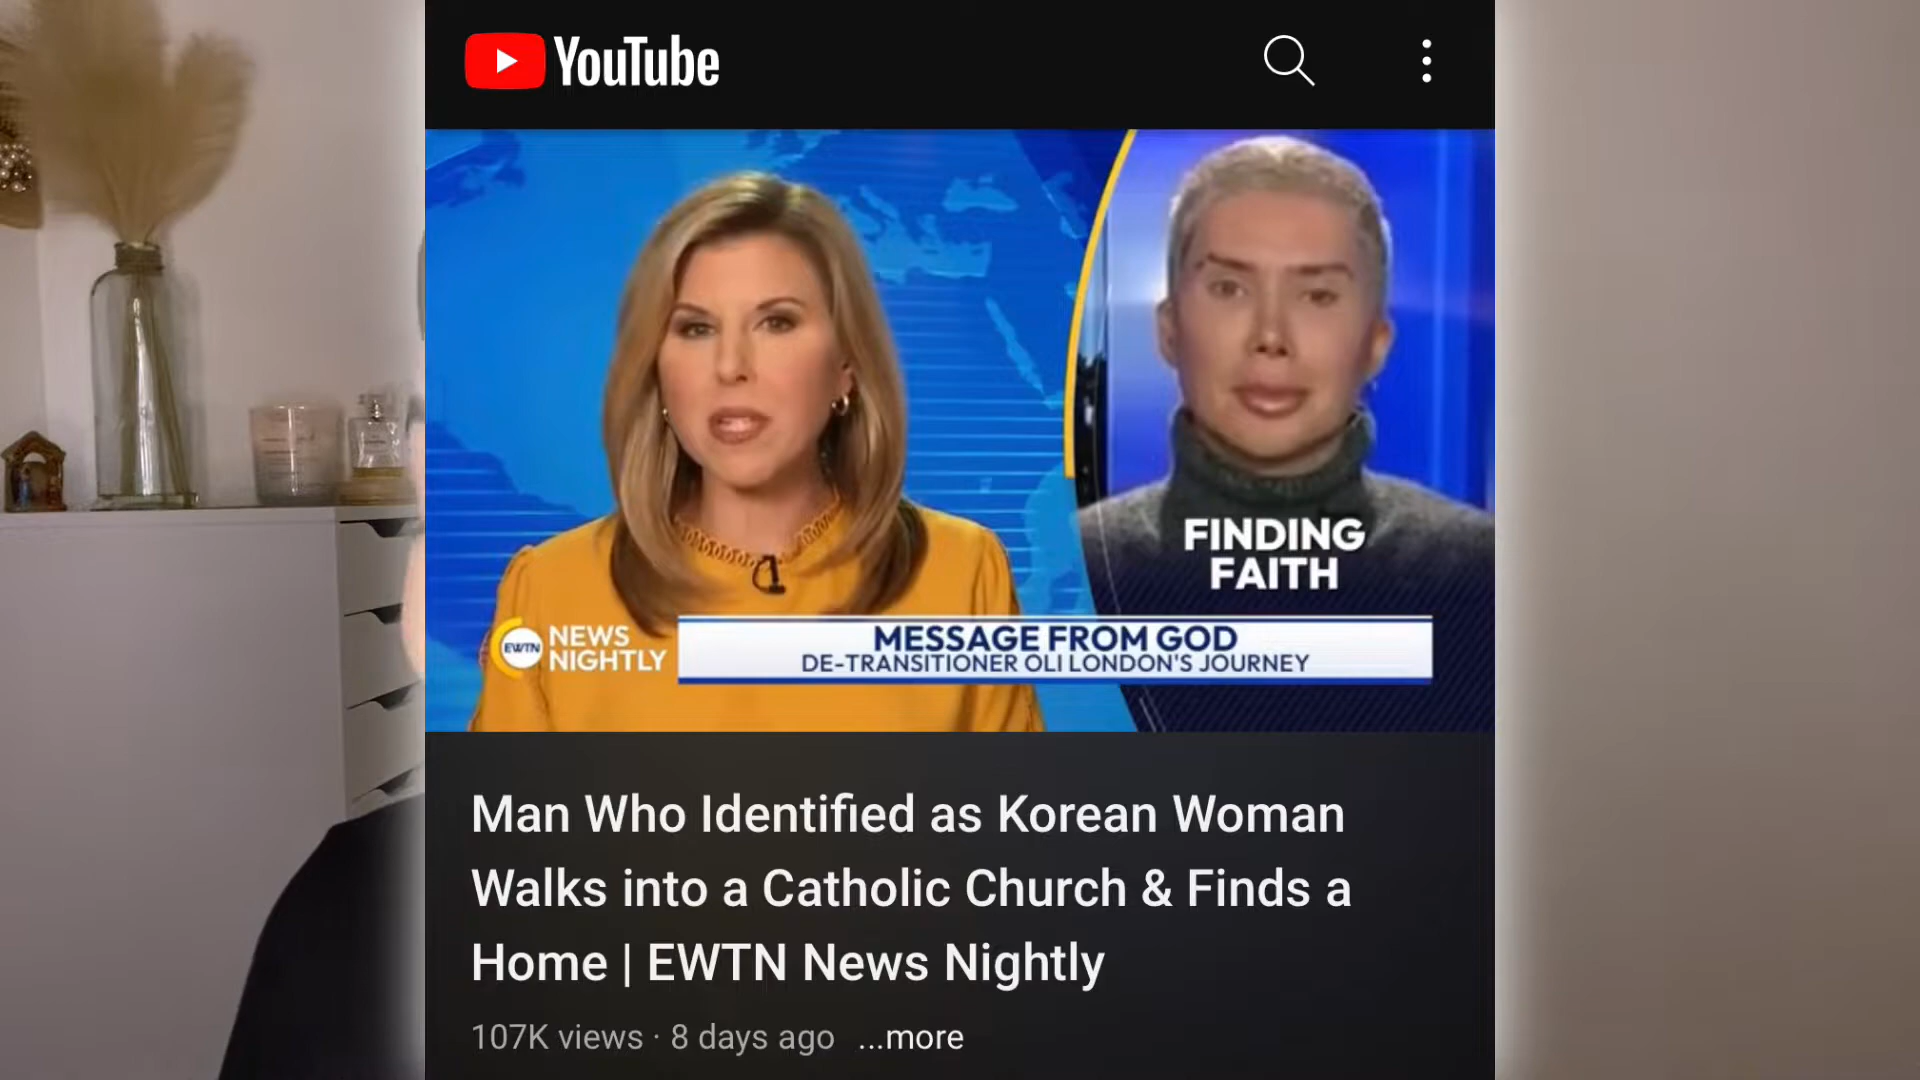 YouTube
FINDING
FAITH
EWTN
NEWS
NIGHTLY
MESSAGE FROM GOD
DE-TRANSITIONER OLI LONDON'S JOURNEY
Man Who Identified as Korean Woman
Walks into a Catholic Church & Finds a
Home | EWTN News Nightly
107K views · 8 days ago ...more